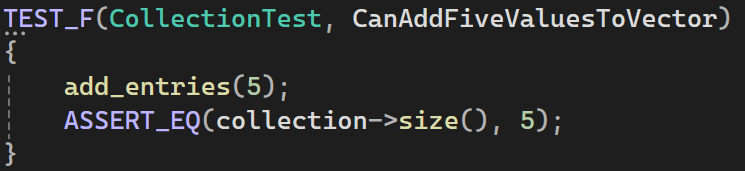 TEST_F(CollectionTest, CanAddFiveValuesToVector)
{
    add_entries(5);
    ASSERT_EQ(collection->size(), 5);
}